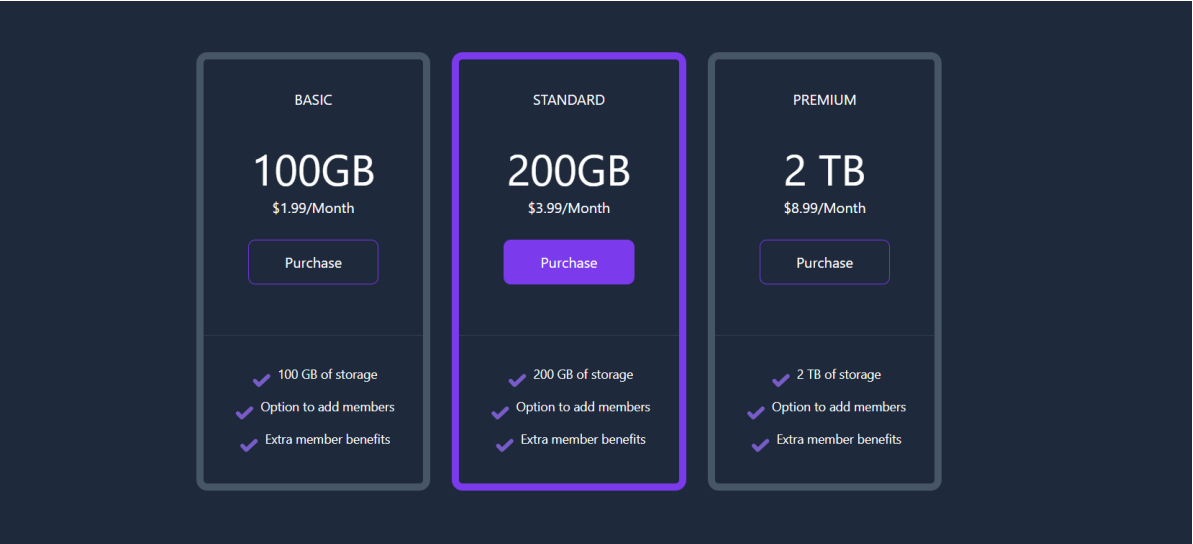 BASIC
100GB
$1.99/Month
Purchase
100 GB of storage
Option to add members
Extra member benefits
STANDARD
200GB
$3.99/Month
Purchase
200 GB of storage
Option to add members
Extra member benefits
PREMIUM
2 TB
$8.99/Month
Purchase
2 TB of storage
Option to add members
Extra member benefits